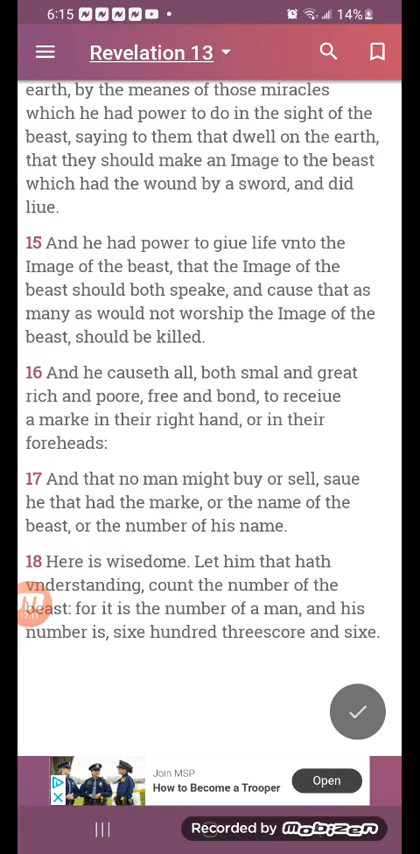 6:15
14%
Revelation 13
earth, by the meanes of those miracles
which he had power to do in the sight of the
beast, saying to them that dwell on the earth,
that they should make an Image to the beast
which had the wound by a sword, and did
liue.
15 And he had power to giue life vnto the
Image of the beast, that the Image of the
beast should both speake, and cause that as
many as would not worship the Image of the
beast, should be killed.
16 And he causeth all, both smal and great
rich and poore, free and bond, to receiue
a marke in their right hand, or in their
foreheads:
17 And that no man might buy or sell, saue
he that had the marke, or the name of the
beast, or the number of his name.
18 Here is wisedome. Let him that hath
vnderstanding, count the number of the
beast: for it is the number of a man, and his
number is, sixe hundred threescore and sixe.
Join MSP
How to Become a Trooper
Open
Recorded by mobizen